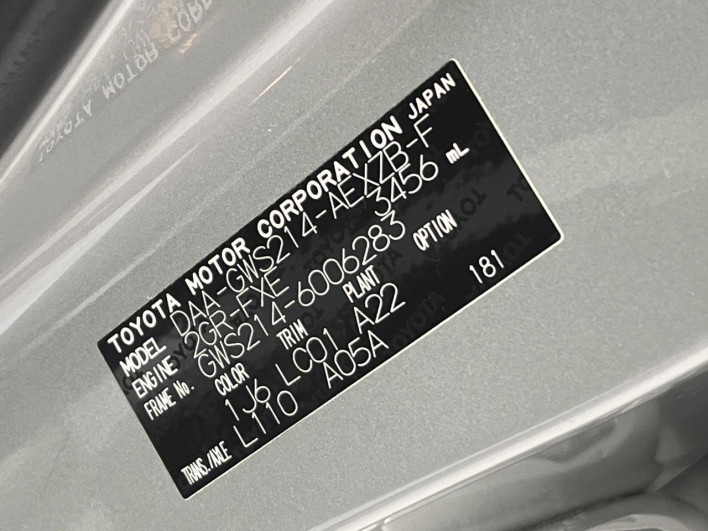 TOYOTA MOTOR CORPORATION JAPAN
MODEL DAA-GWS214-AEXZB-F
ENGINE 2GR-FXE 3456 mL
FRAME No. GWS214-6006283
COLOR TRIM PLANT OPTION
1J6 LC01 A22 181
TRANS./AXLE L110 A05A